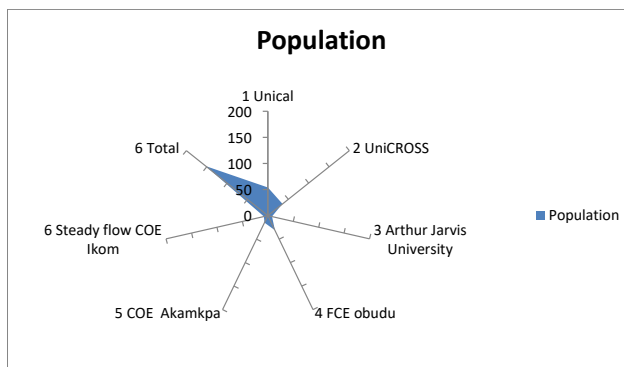 Population
1 Unical
200
150
100
50
0
2 UniCROSS
3 Arthur Jarvis
University
4 FCE obudu
5 COE  Akamkpa
6 Steady flow COE
Ikom
6 Total
Population